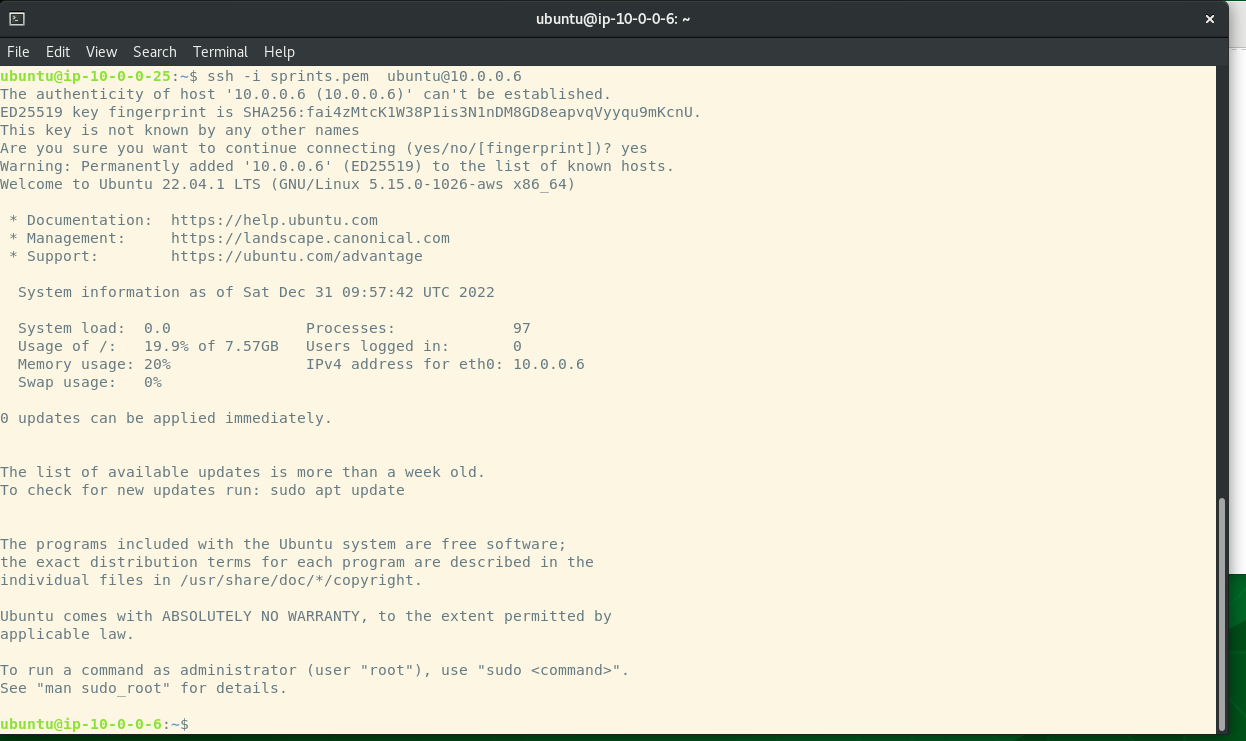 ubuntu@ip-10-0-0-6: ~
File Edit View Search Terminal Help
ubuntu@ip-10-0-0-25:~$ ssh -i sprints.pem  ubuntu@10.0.0.6
The authenticity of host '10.0.0.6 (10.0.0.6)' can't be established.
ED25519 key fingerprint is SHA256:fai4zMtcK1W38P1is3N1nDM8GD8eapvqVyyqu9mKcnU.
This key is not known by any other names
Are you sure you want to continue connecting (yes/no/[fingerprint])? yes
Warning: Permanently added '10.0.0.6' (ED25519) to the list of known hosts.
Welcome to Ubuntu 22.04.1 LTS (GNU/Linux 5.15.0-1026-aws x86_64)
 * Documentation:  https://help.ubuntu.com
 * Management:     https://landscape.canonical.com
 * Support:        https://ubuntu.com/advantage
  System information as of Sat Dec 31 09:57:42 UTC 2022
  System load:  0.0               Processes:             97
  Usage of /:   19.9% of 7.57GB   Users logged in:       0
  Memory usage: 20%               IPv4 address for eth0: 10.0.0.6
  Swap usage:   0%
0 updates can be applied immediately.
The list of available updates is more than a week old.
To check for new updates run: sudo apt update
The programs included with the Ubuntu system are free software;
the exact distribution terms for each program are described in the
individual files in /usr/share/doc/*/copyright.
Ubuntu comes with ABSOLUTELY NO WARRANTY, to the extent permitted by
applicable law.
To run a command as administrator (user "root"), use "sudo <command>".
See "man sudo_root" for details.
ubuntu@ip-10-0-0-6:~$